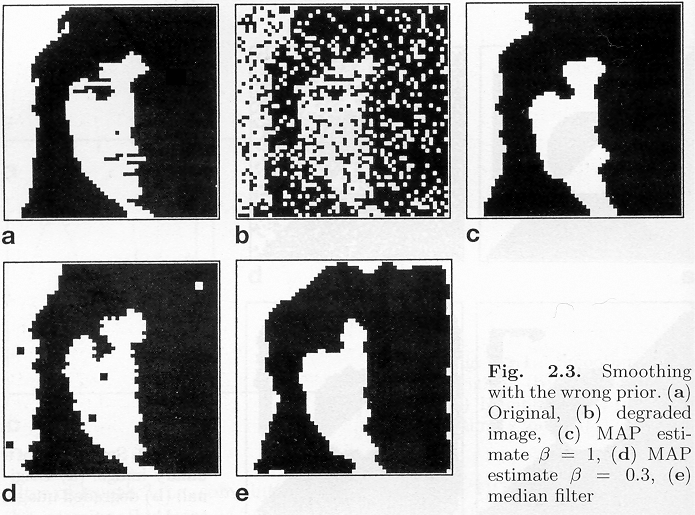 a
b
c
d
e
Fig. 2.3. Smoothing
with the wrong prior. (a)
Original, (b) degraded
image, (c) MAP esti-
mate β = 1, (d) MAP
estimate β = 0.3, (e)
median filter